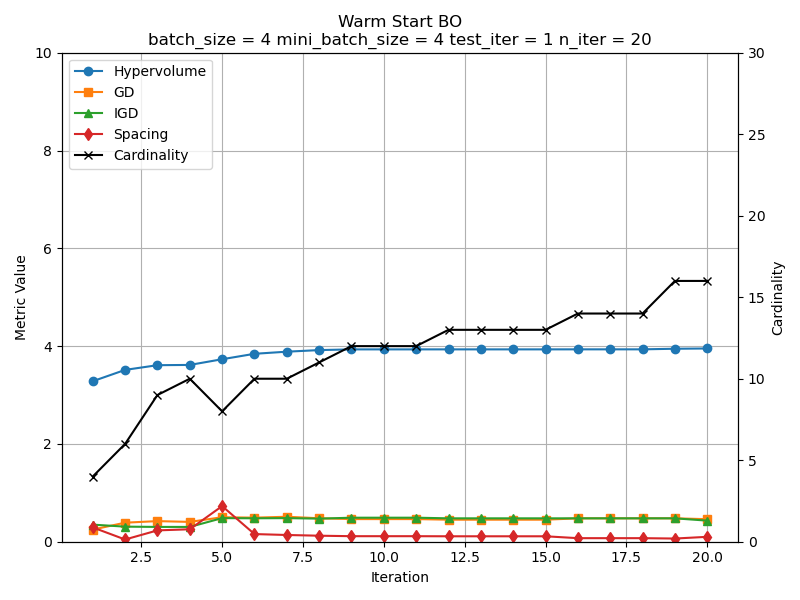 Warm Start BO
batch_size = 4 mini_batch_size = 4 test_iter = 1 n_iter = 20
Hypervolume
GD
IGD
Spacing
Cardinality
Metric Value
10
8
6
4
2
0
30
25
20
15
10
5
0
Cardinality
2.5 5.0 7.5 10.0 12.5 15.0 17.5 20.0
Iteration